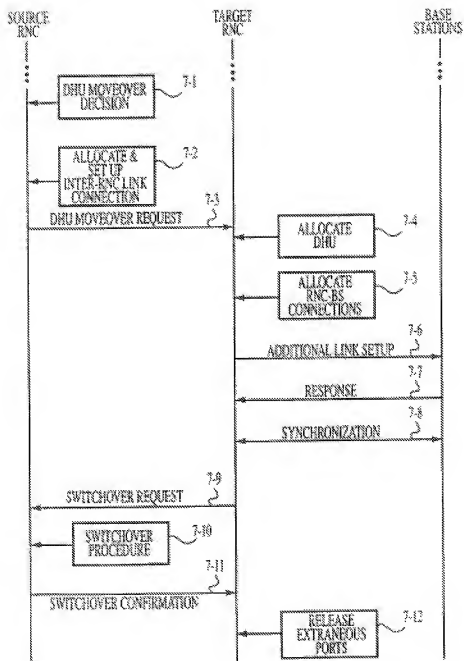 SOURCE
RNC
TARGET
RNC
BASE
STATIONS
7-1
DHU MOVEOVER
DECISION
7-2
ALLOCATE &
SET UP
INTER-RNC LINK
CONNECTION
7-3
DHU MOVEOVER REQUEST
7-4
ALLOCATE
DHU
7-5
ALLOCATE
RNC-BS
CONNECTIONS
7-6
ADDITIONAL LINK SETUP
7-7
RESPONSE
7-8
SYNCHRONIZATION
7-9
SWITCHOVER REQUEST
7-10
SWITCHOVER
PROCEDURE
7-11
SWITCHOVER CONFIRMATION
7-12
RELEASE
EXTRANEOUS
PORTS